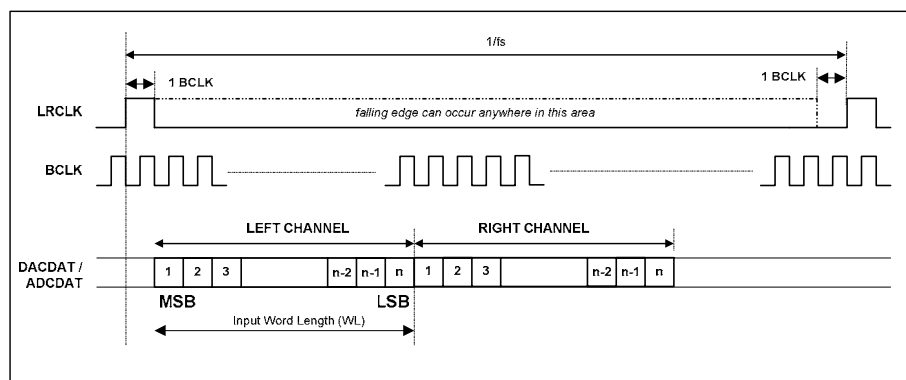 1/fs
1 BCLK
1 BCLK
LRCLK
falling edge can occur anywhere in this area
BCLK
LEFT CHANNEL
RIGHT CHANNEL
DACDAT /
ADCDAT
1 2 3 n-2 n-1 n 1 2 3 n-2 n-1 n
MSB
LSB
Input Word Length (WL)